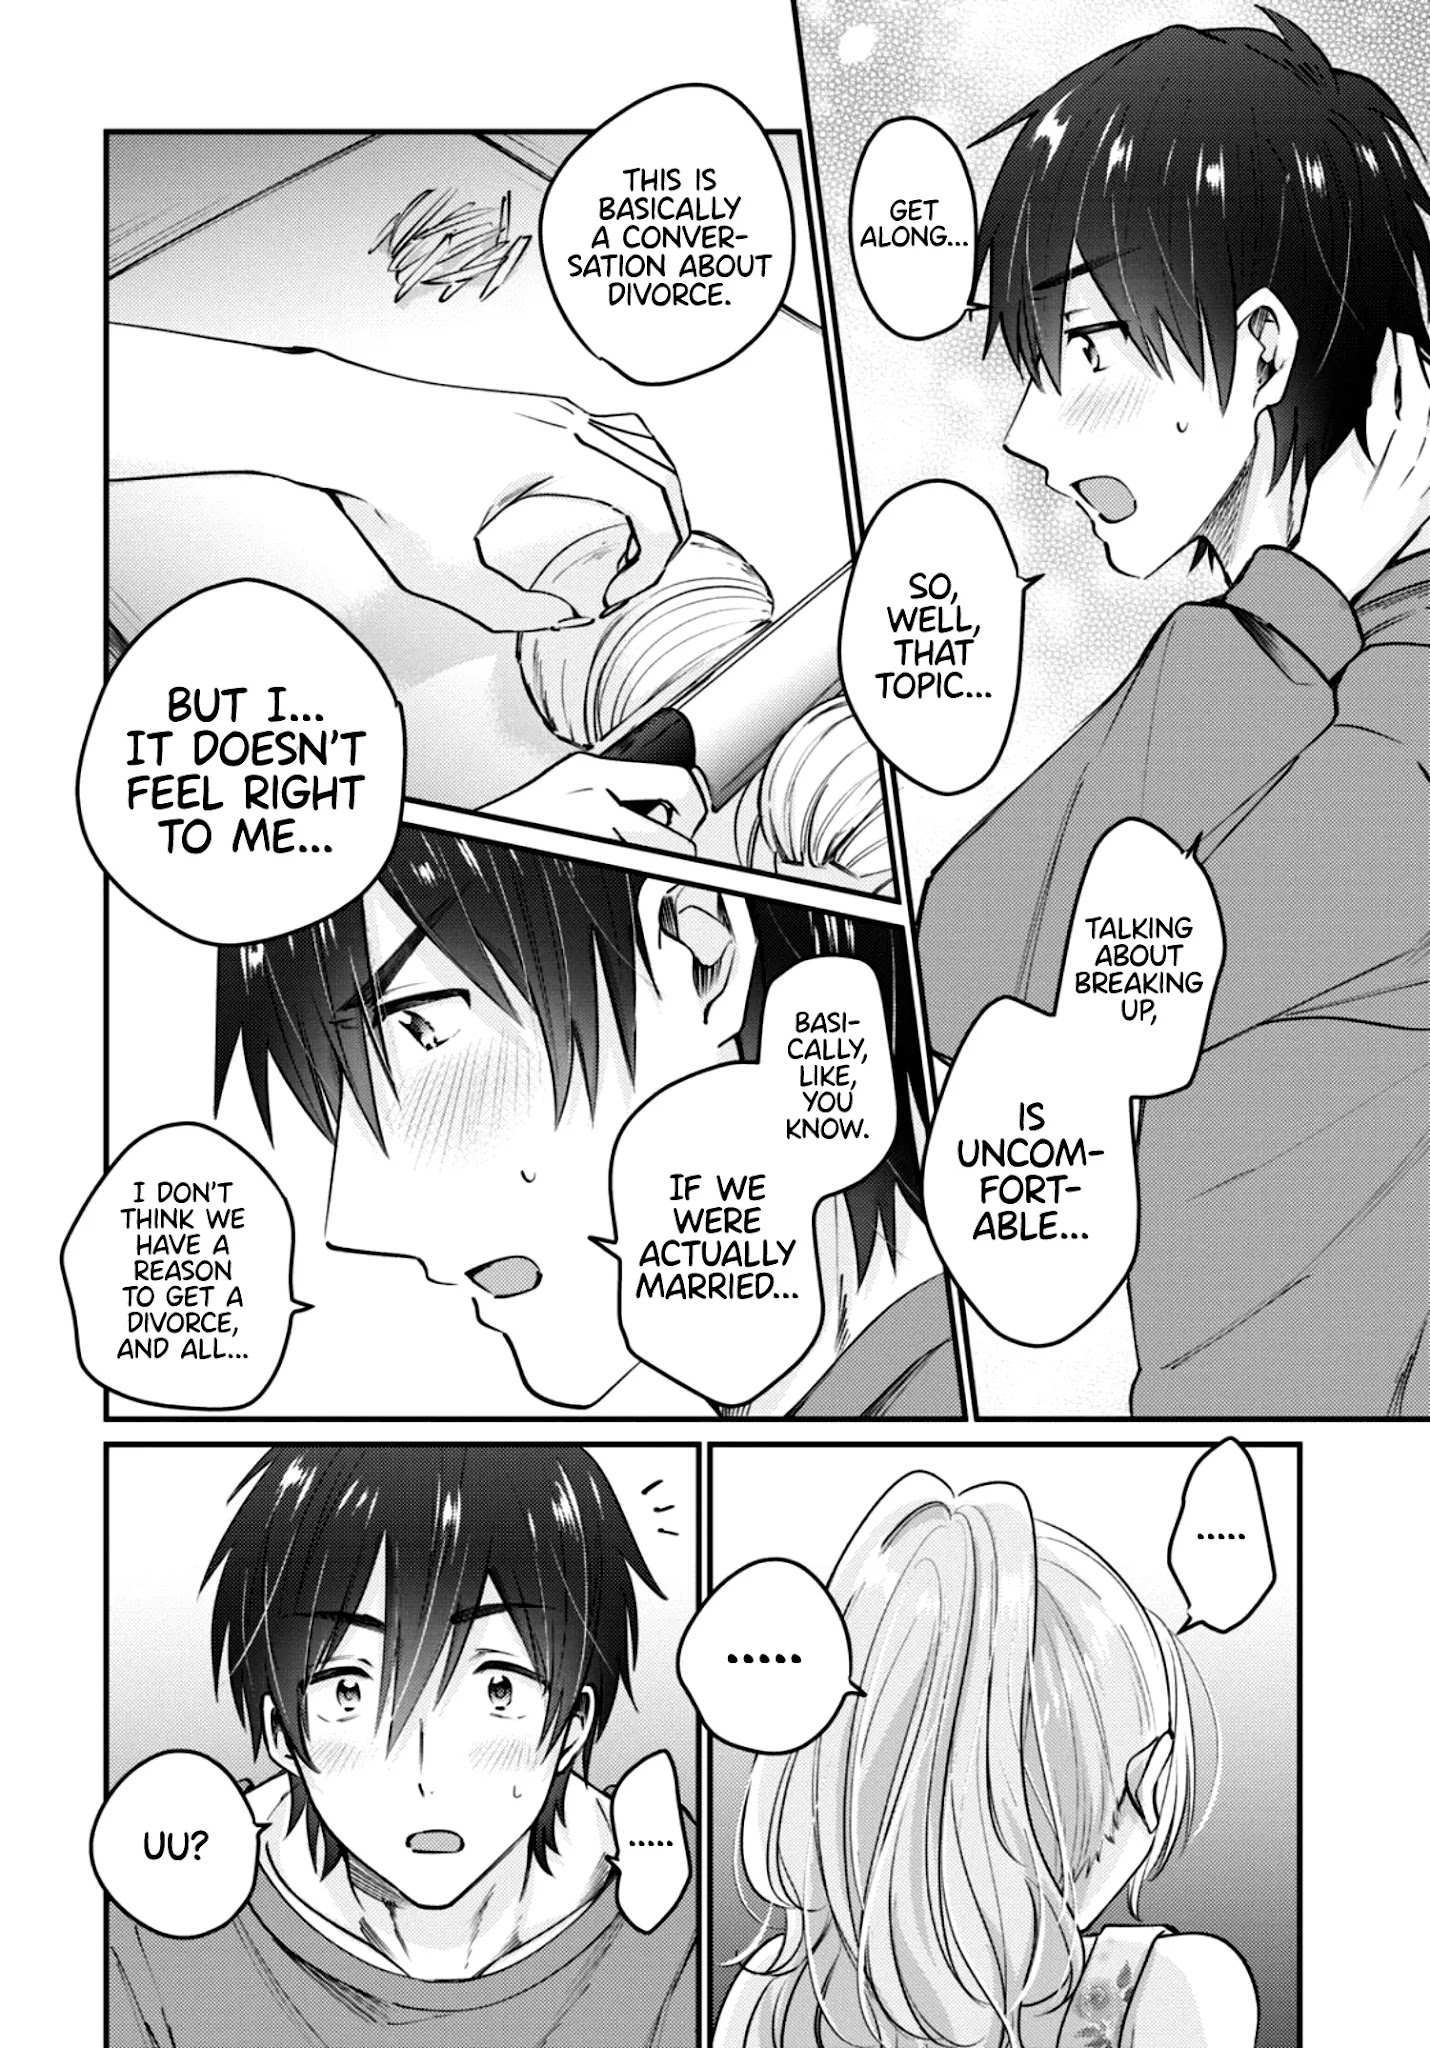 GET
ALONG...
SO,
WELL,
THAT
TOPIC...
TALKING
ABOUT
BREAKING
UP,
IS
UNCOM-
FORT-
ABLE...
THIS IS
BASICALLY
A CONVER-
SATION ABOUT
DIVORCE.
BUT I...
IT DOESN'T
FEEL RIGHT
TO ME...
BASI-
CALLY,
LIKE,
YOU
KNOW.
IF WE
WERE
ACTUALLY
MARRIED...
I DON'T
THINK WE
HAVE A
REASON
TO GET A
DIVORCE,
AND ALL...
.....
.....
.....
UU?